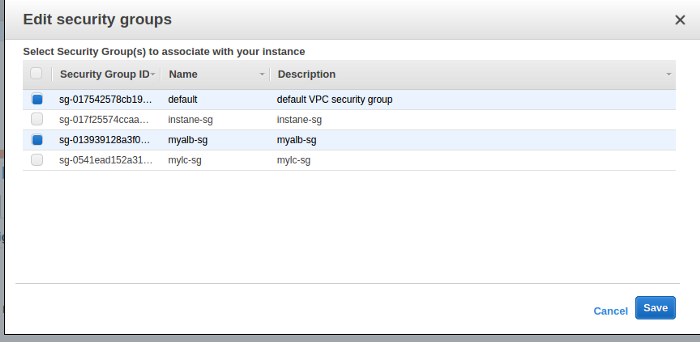 Edit security groups
Select Security Group(s) to associate with your instance
Security Group ID Name Description
sg-017542578cb19... default default VPC security group
sg-017f25574ccaa... instane-sg instane-sg
sg-013939128a3f0... myalb-sg myalb-sg
sg-0541ead152a31... mylc-sg mylc-sg
Cancel Save